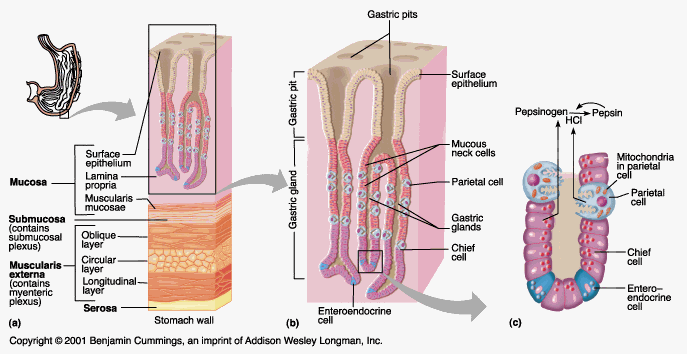 Surface
epithelium
Lamina
propria
Muscularis
mucosae
Mucosa
Submucosa
(contains
submucosal
plexus)
Oblique
layer
Circular
layer
Longitudinal
layer
Muscularis
externa
(contains
myenteric
plexus)
Serosa
(a)
Stomach wall
Gastric pits
Gastric pit
Gastric gland
Surface
epithelium
Mucous
neck cells
Parietal cell
Gastric
glands
Chief
cell
Enteroendocrine
cell
(b)
Pepsinogen
HCl
Pepsin
Mitochondria
in parietal
cell
Parietal
cell
Chief
cell
Entero-
endocrine
cell
(c)
Copyright © 2001 Benjamin Cummings, an imprint of Addison Wesley Longman, Inc.